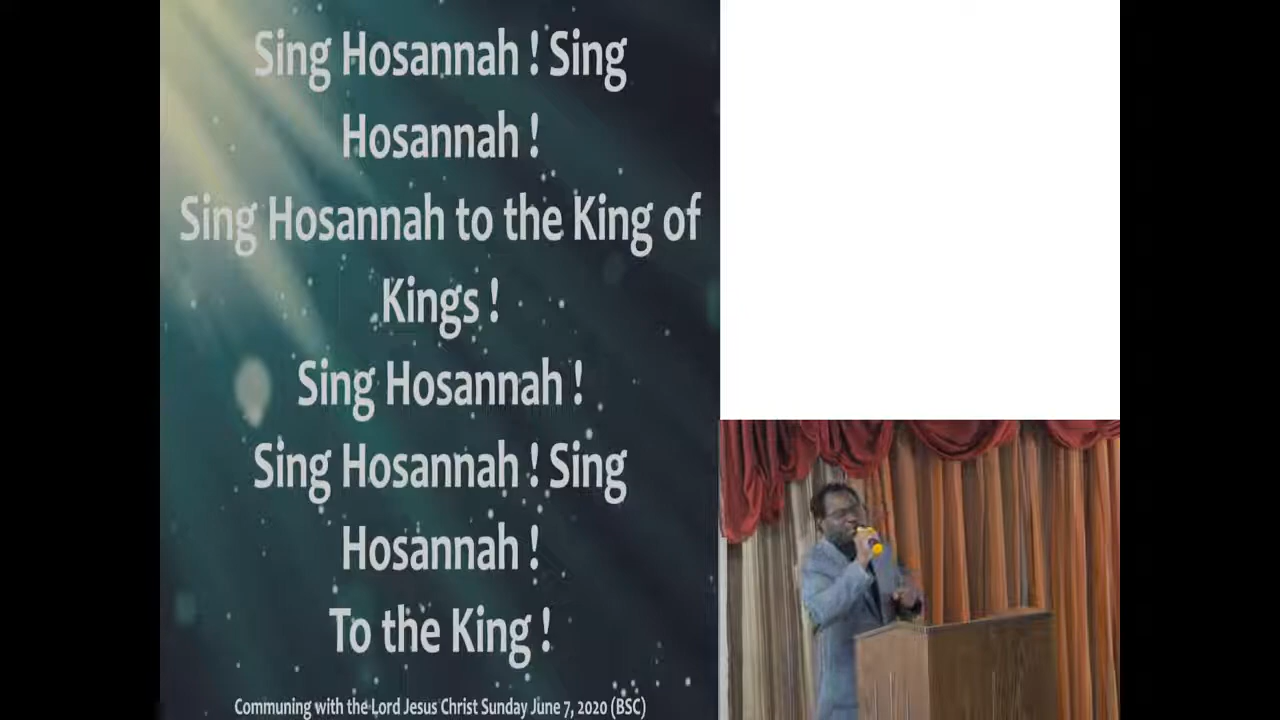 Sing Hosannah ! Sing
Hosannah !
Sing Hosannah to the King of
Kings !
Sing Hosannah !
Sing Hosannah ! Sing
Hosannah !
To the King !
Communing with the Lord Jesus Christ Sunday June 7, 2020 (BSC)